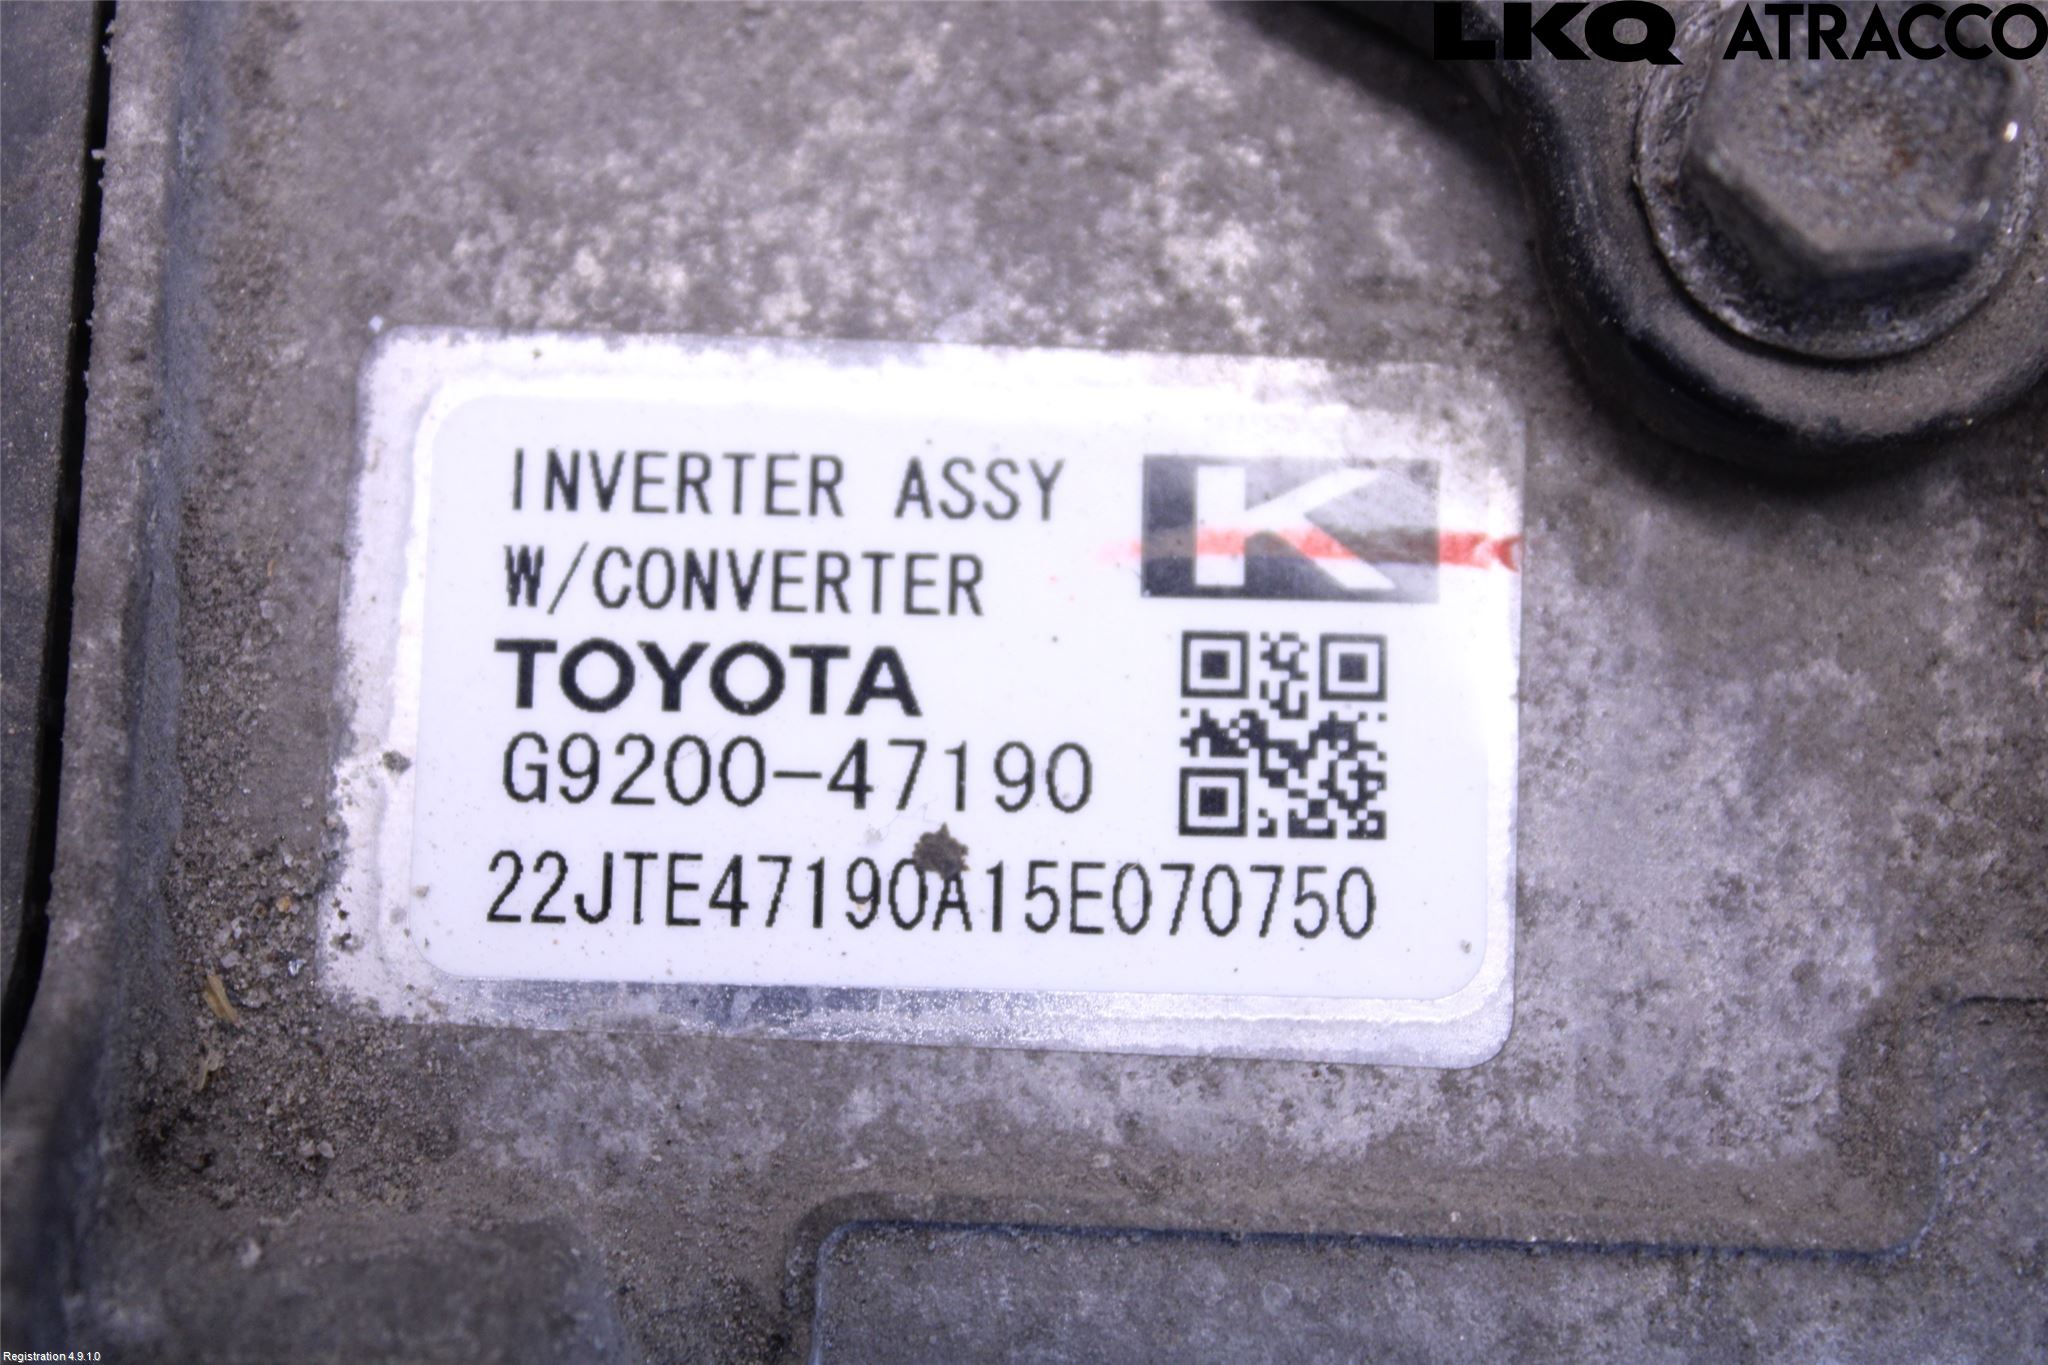 LKQ ATRACCO
INVERTER ASSY
K
W/CONVERTER
TOYOTA
G9200-47190
22JTE47190A15E070750
Registration 4.9.1.0